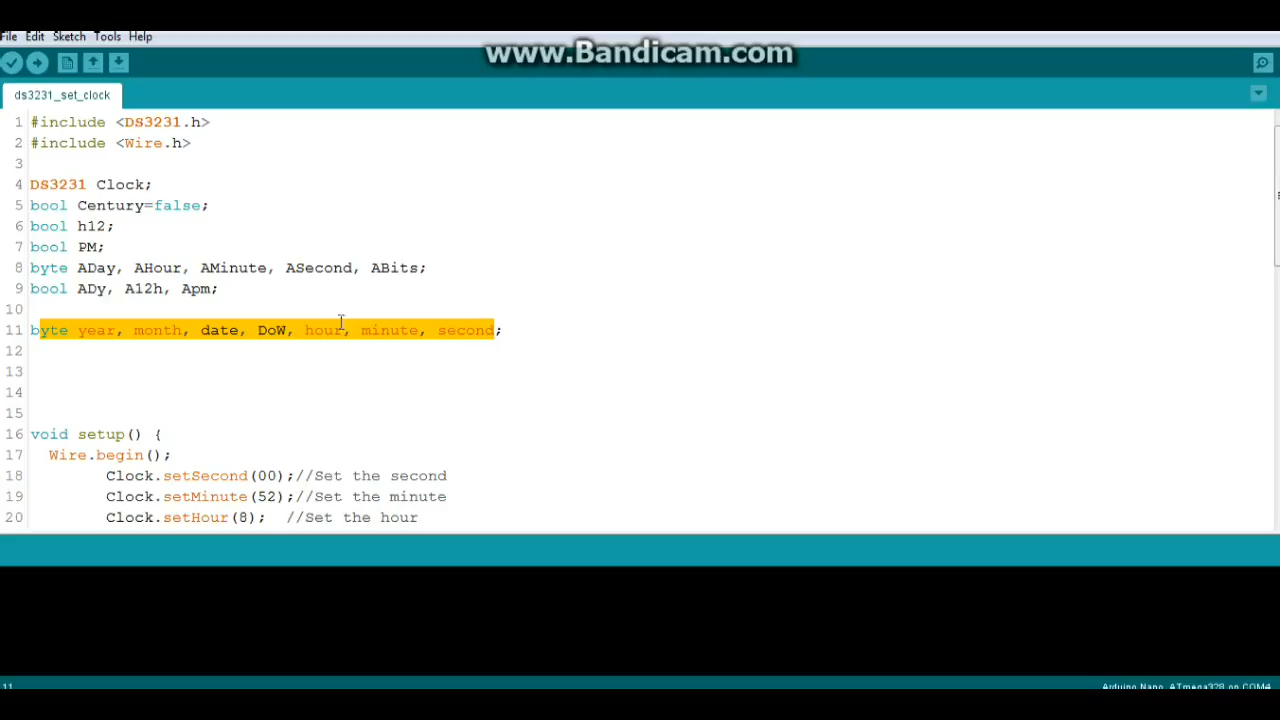 File Edit Sketch Tools Help
www.Bandicam.com
ds3231_set_clock
1 #include <DS3231.h>
2 #include <Wire.h>
3
4 DS3231 Clock;
5 bool Century=false;
6 bool h12;
7 bool PM;
8 byte ADay, AHour, AMinute, ASecond, ABits;
9 bool ADy, A12h, Apm;
10
11 byte year, month, date, DoW, hour, minute, second;
12
13
14
15
16 void setup() {
17 Wire.begin();
18 Clock.setSecond(00);//Set the second
19 Clock.setMinute(52);//Set the minute
20 Clock.setHour(8); //Set the hour
11
Arduino Nano, ATmega328 on COM4